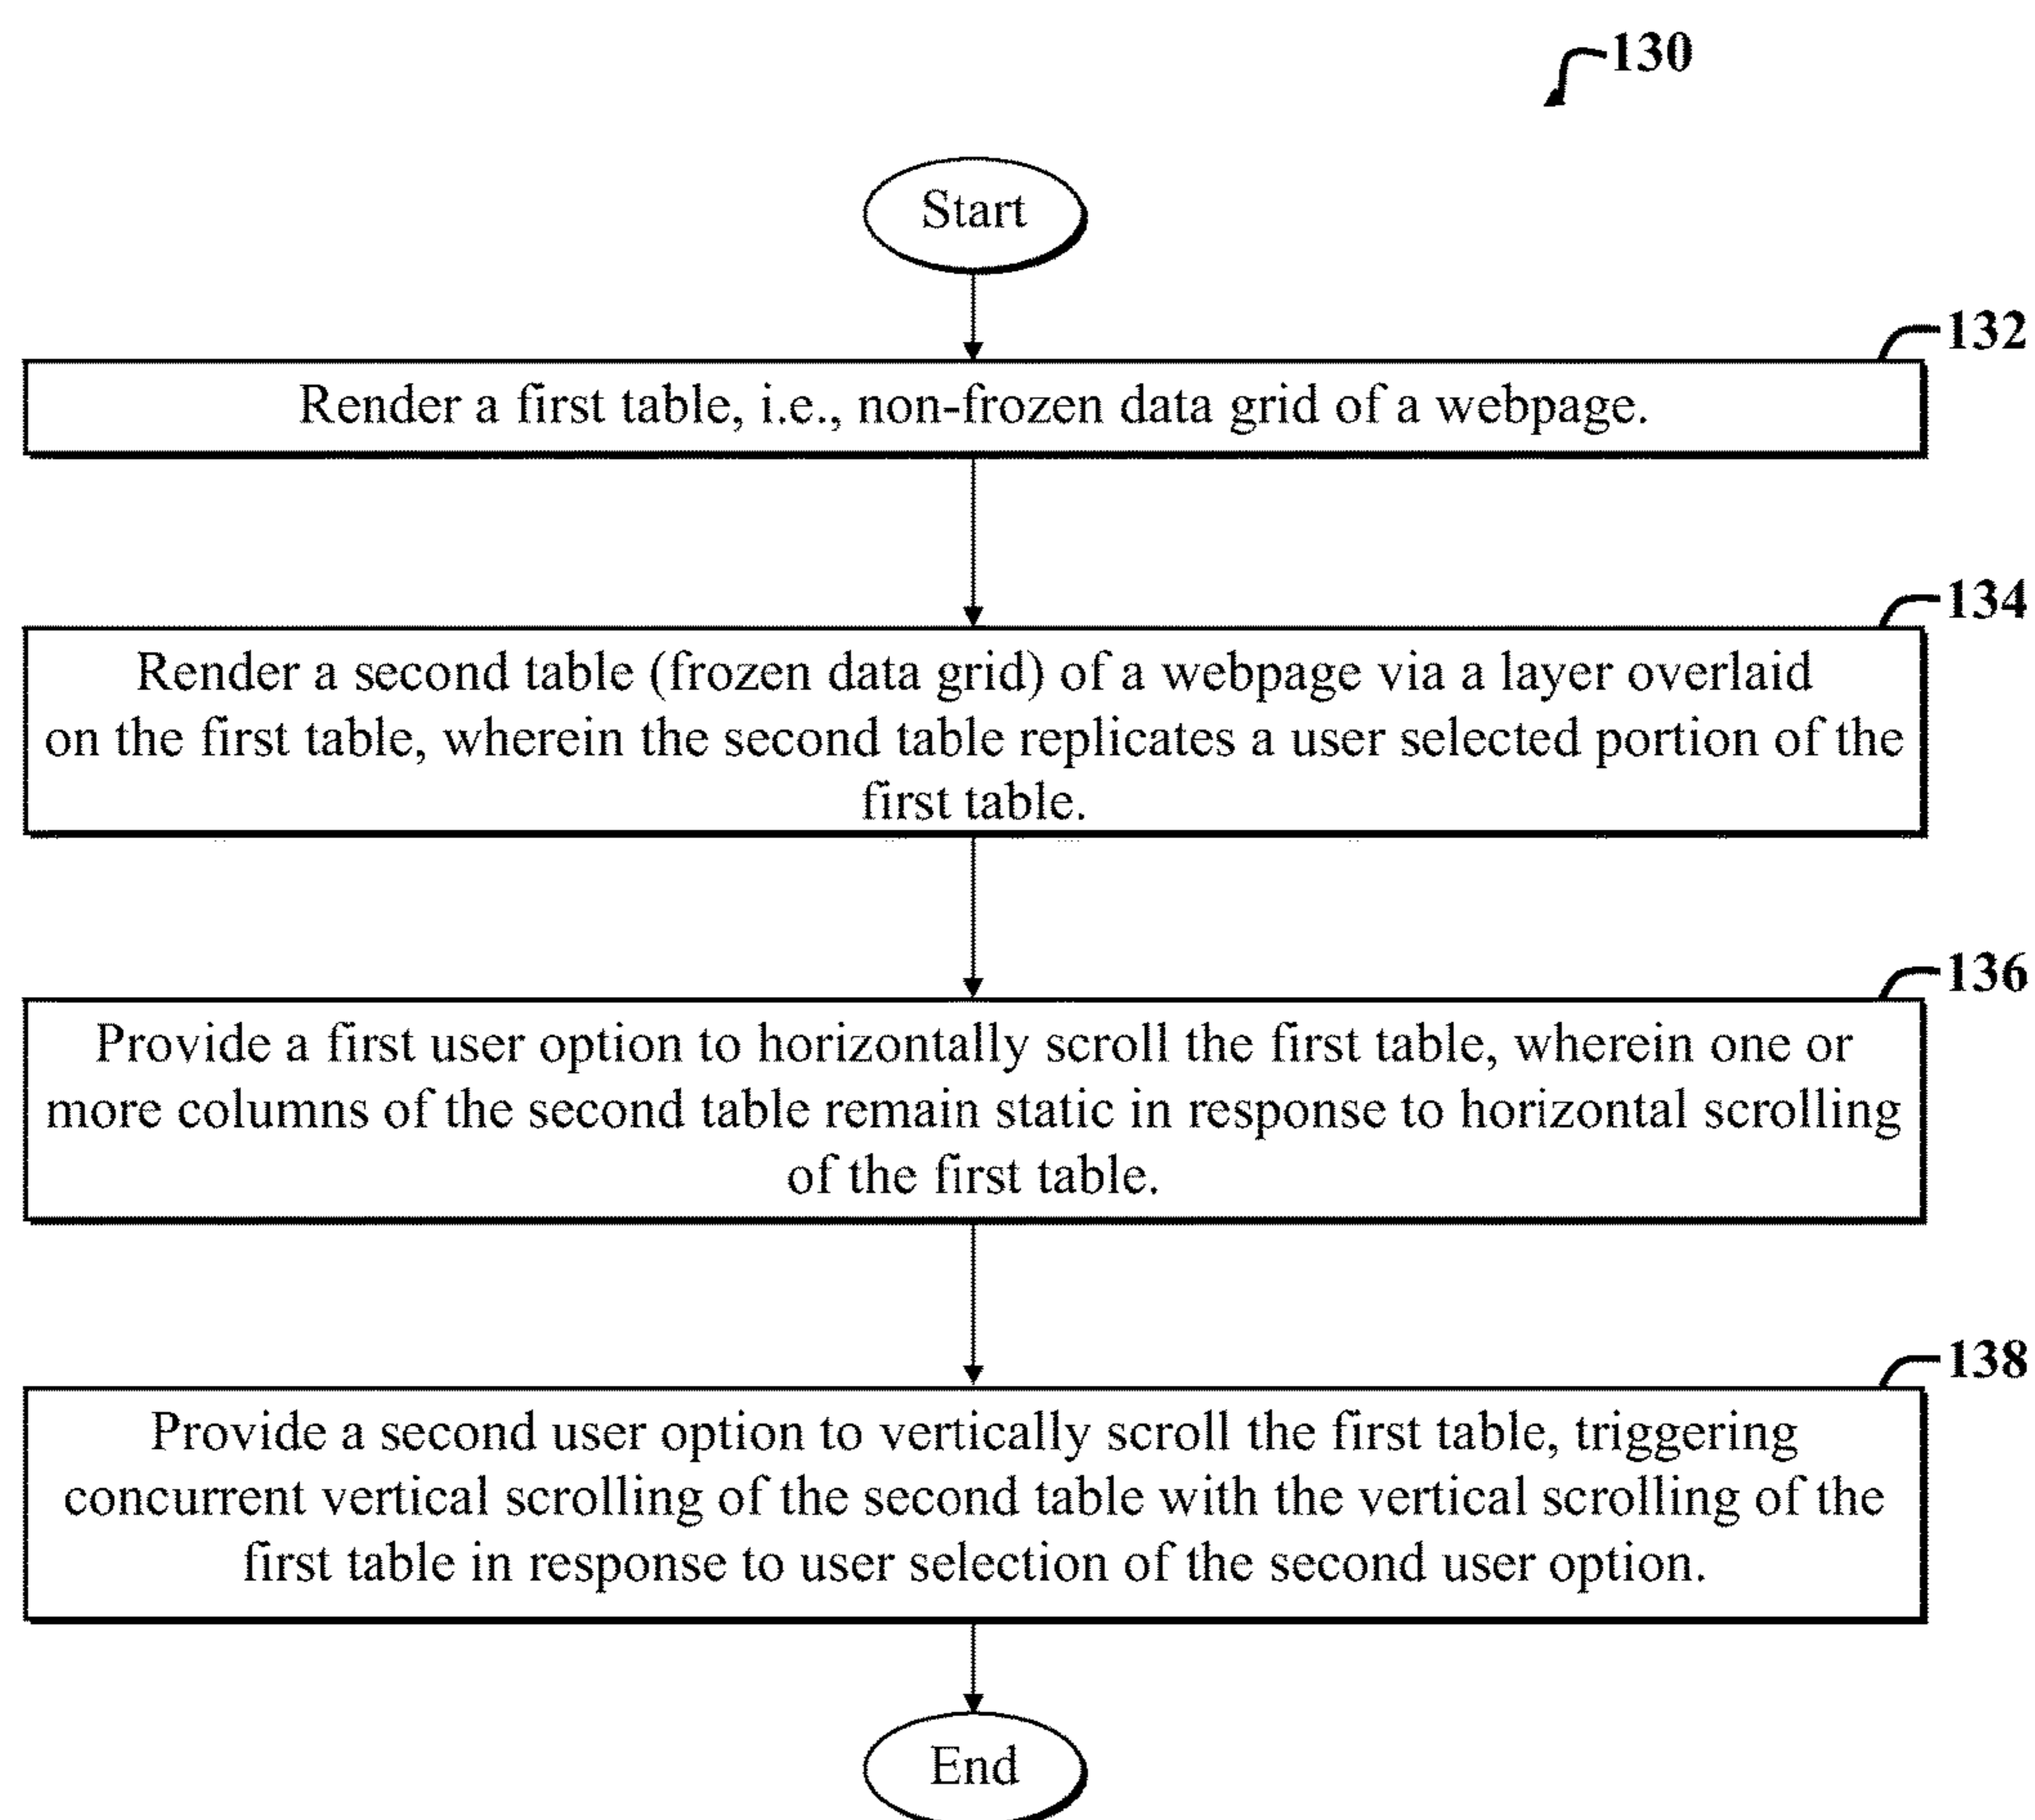 130
Start
132
Render a first table, i.e., non-frozen data grid of a webpage.
134
Render a second table (frozen data grid) of a webpage via a layer overlaid
on the first table, wherein the second table replicates a user selected portion of the
first table.
136
Provide a first user option to horizontally scroll the first table, wherein one or
more columns of the second table remain static in response to horizontal scrolling
of the first table.
138
Provide a second user option to vertically scroll the first table, triggering
concurrent vertical scrolling of the second table with the vertical scrolling of the
first table in response to user selection of the second user option.
End